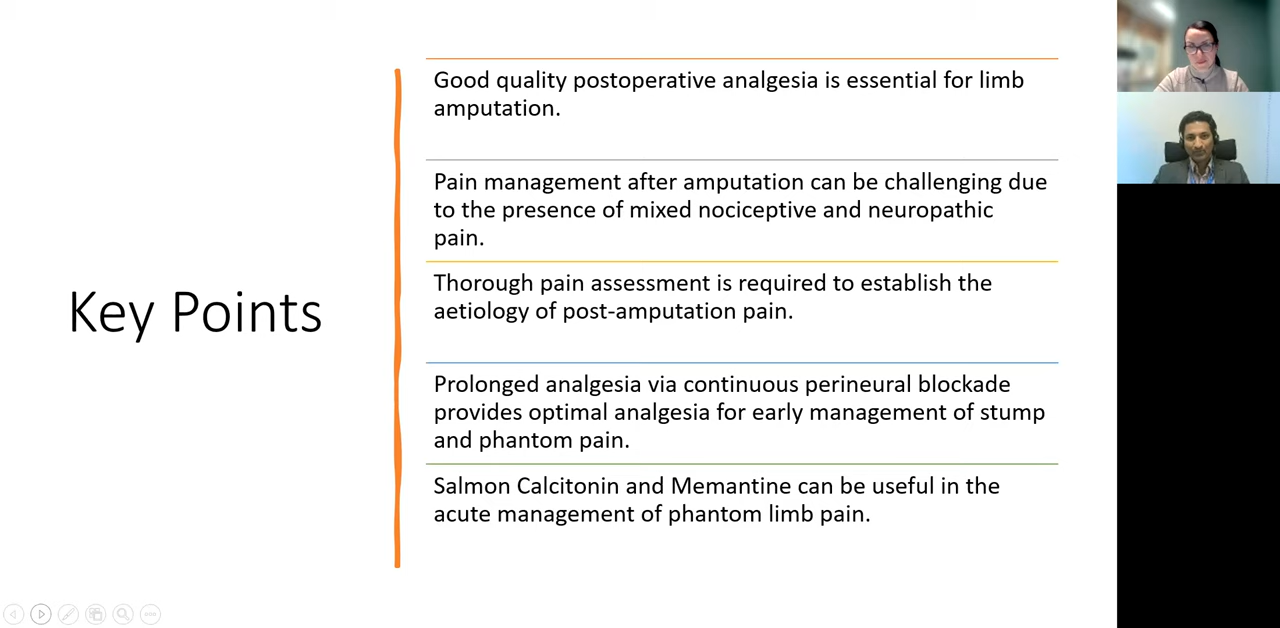 Key Points
Good quality postoperative analgesia is essential for limb
amputation.
Pain management after amputation can be challenging due
to the presence of mixed nociceptive and neuropathic
pain.
Thorough pain assessment is required to establish the
aetiology of post-amputation pain.
Prolonged analgesia via continuous perineural blockade
provides optimal analgesia for early management of stump
and phantom pain.
Salmon Calcitonin and Memantine can be useful in the
acute management of phantom limb pain.